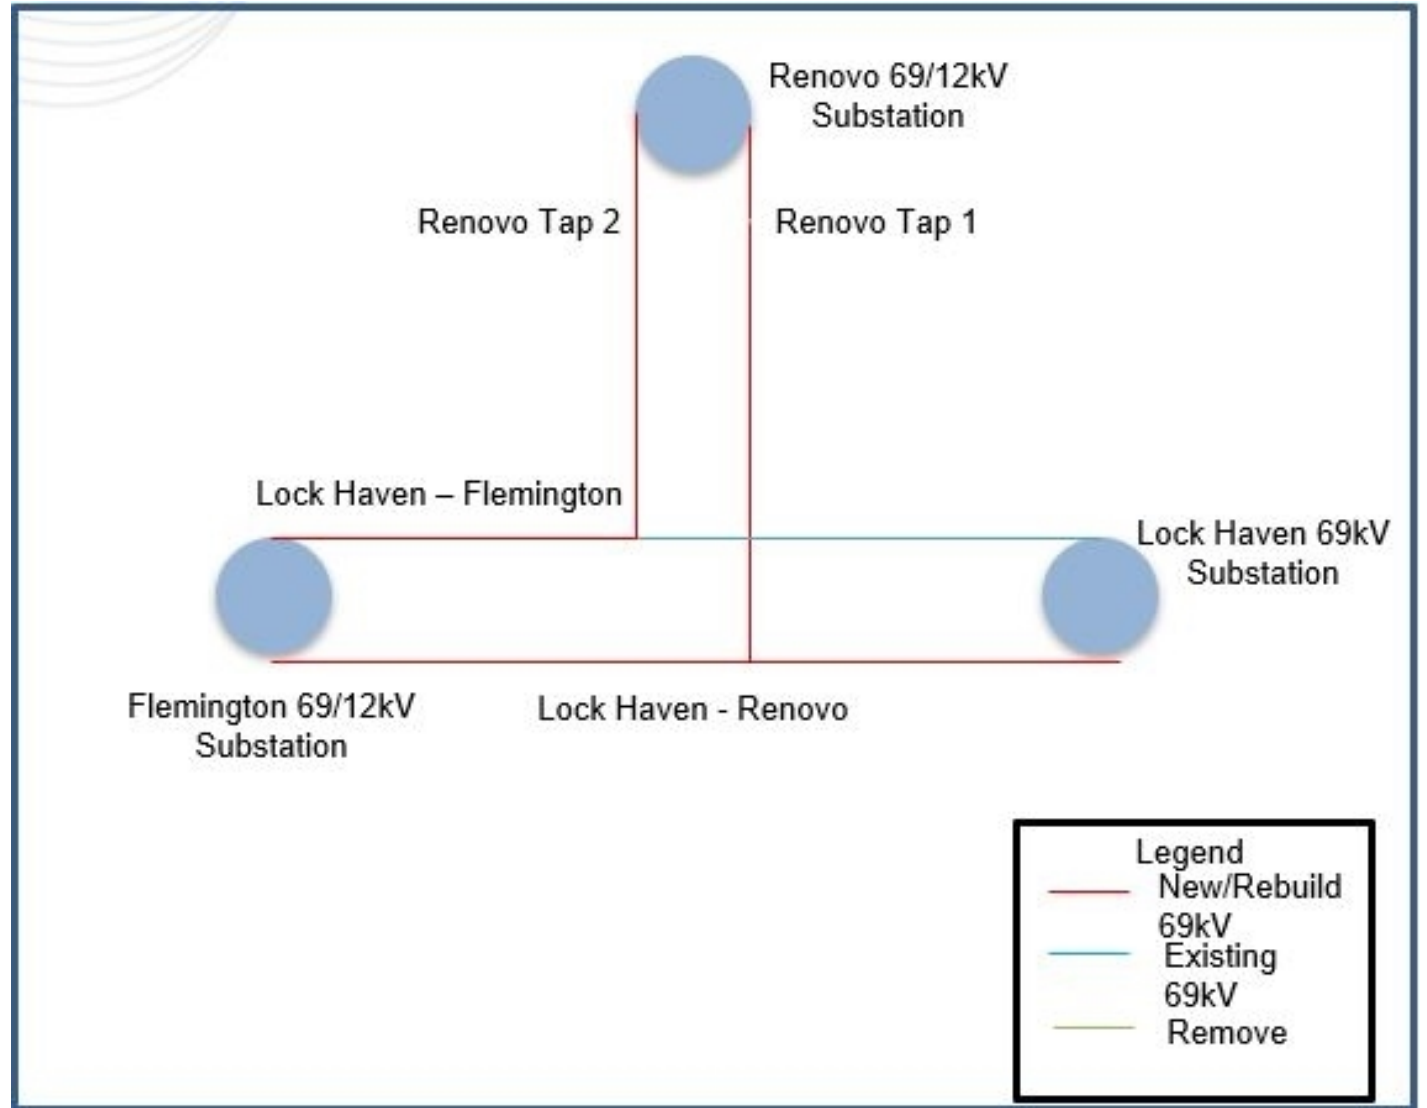 Renovo 69/12kV
Substation
Renovo Tap 2
Renovo Tap 1
Lock Haven – Flemington
Lock Haven 69kV
Substation
Flemington 69/12kV
Substation
Lock Haven - Renovo
Legend
New/Rebuild
69kV
Existing
69kV
Remove